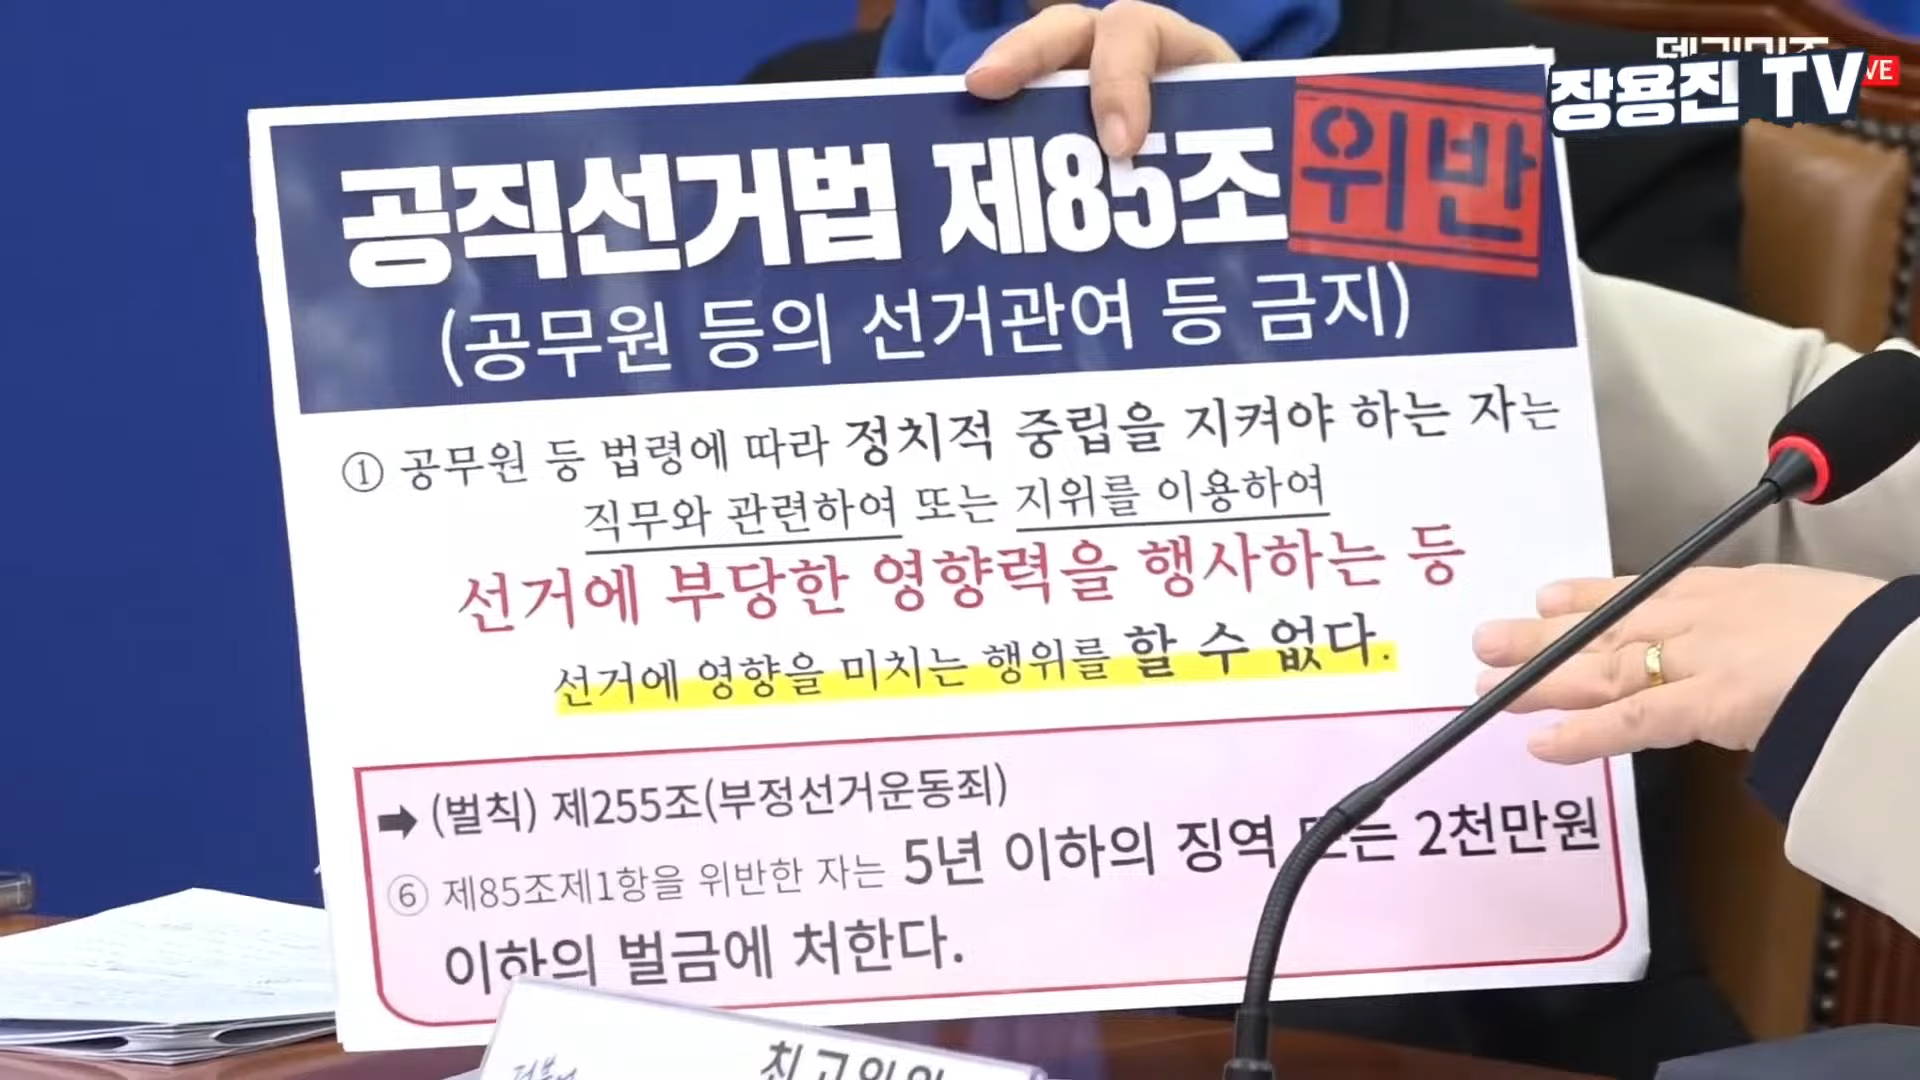 장용진 TV
공직선거법 제85조 위반
(공무원 등의 선거관여 등 금지)
① 공무원 등 법령에 따라 정치적 중립을 지켜야 하는 자는
직무와 관련하여 또는 지위를 이용하여
선거에 부당한 영향력을 행사하는 등
선거에 영향을 미치는 행위를 할 수 없다.
➡ (벌칙) 제255조(부정선거운동죄)
⑥ 제85조제1항을 위반한 자는 5년 이하의 징역 또는 2천만원
이하의 벌금에 처한다.
최고위원